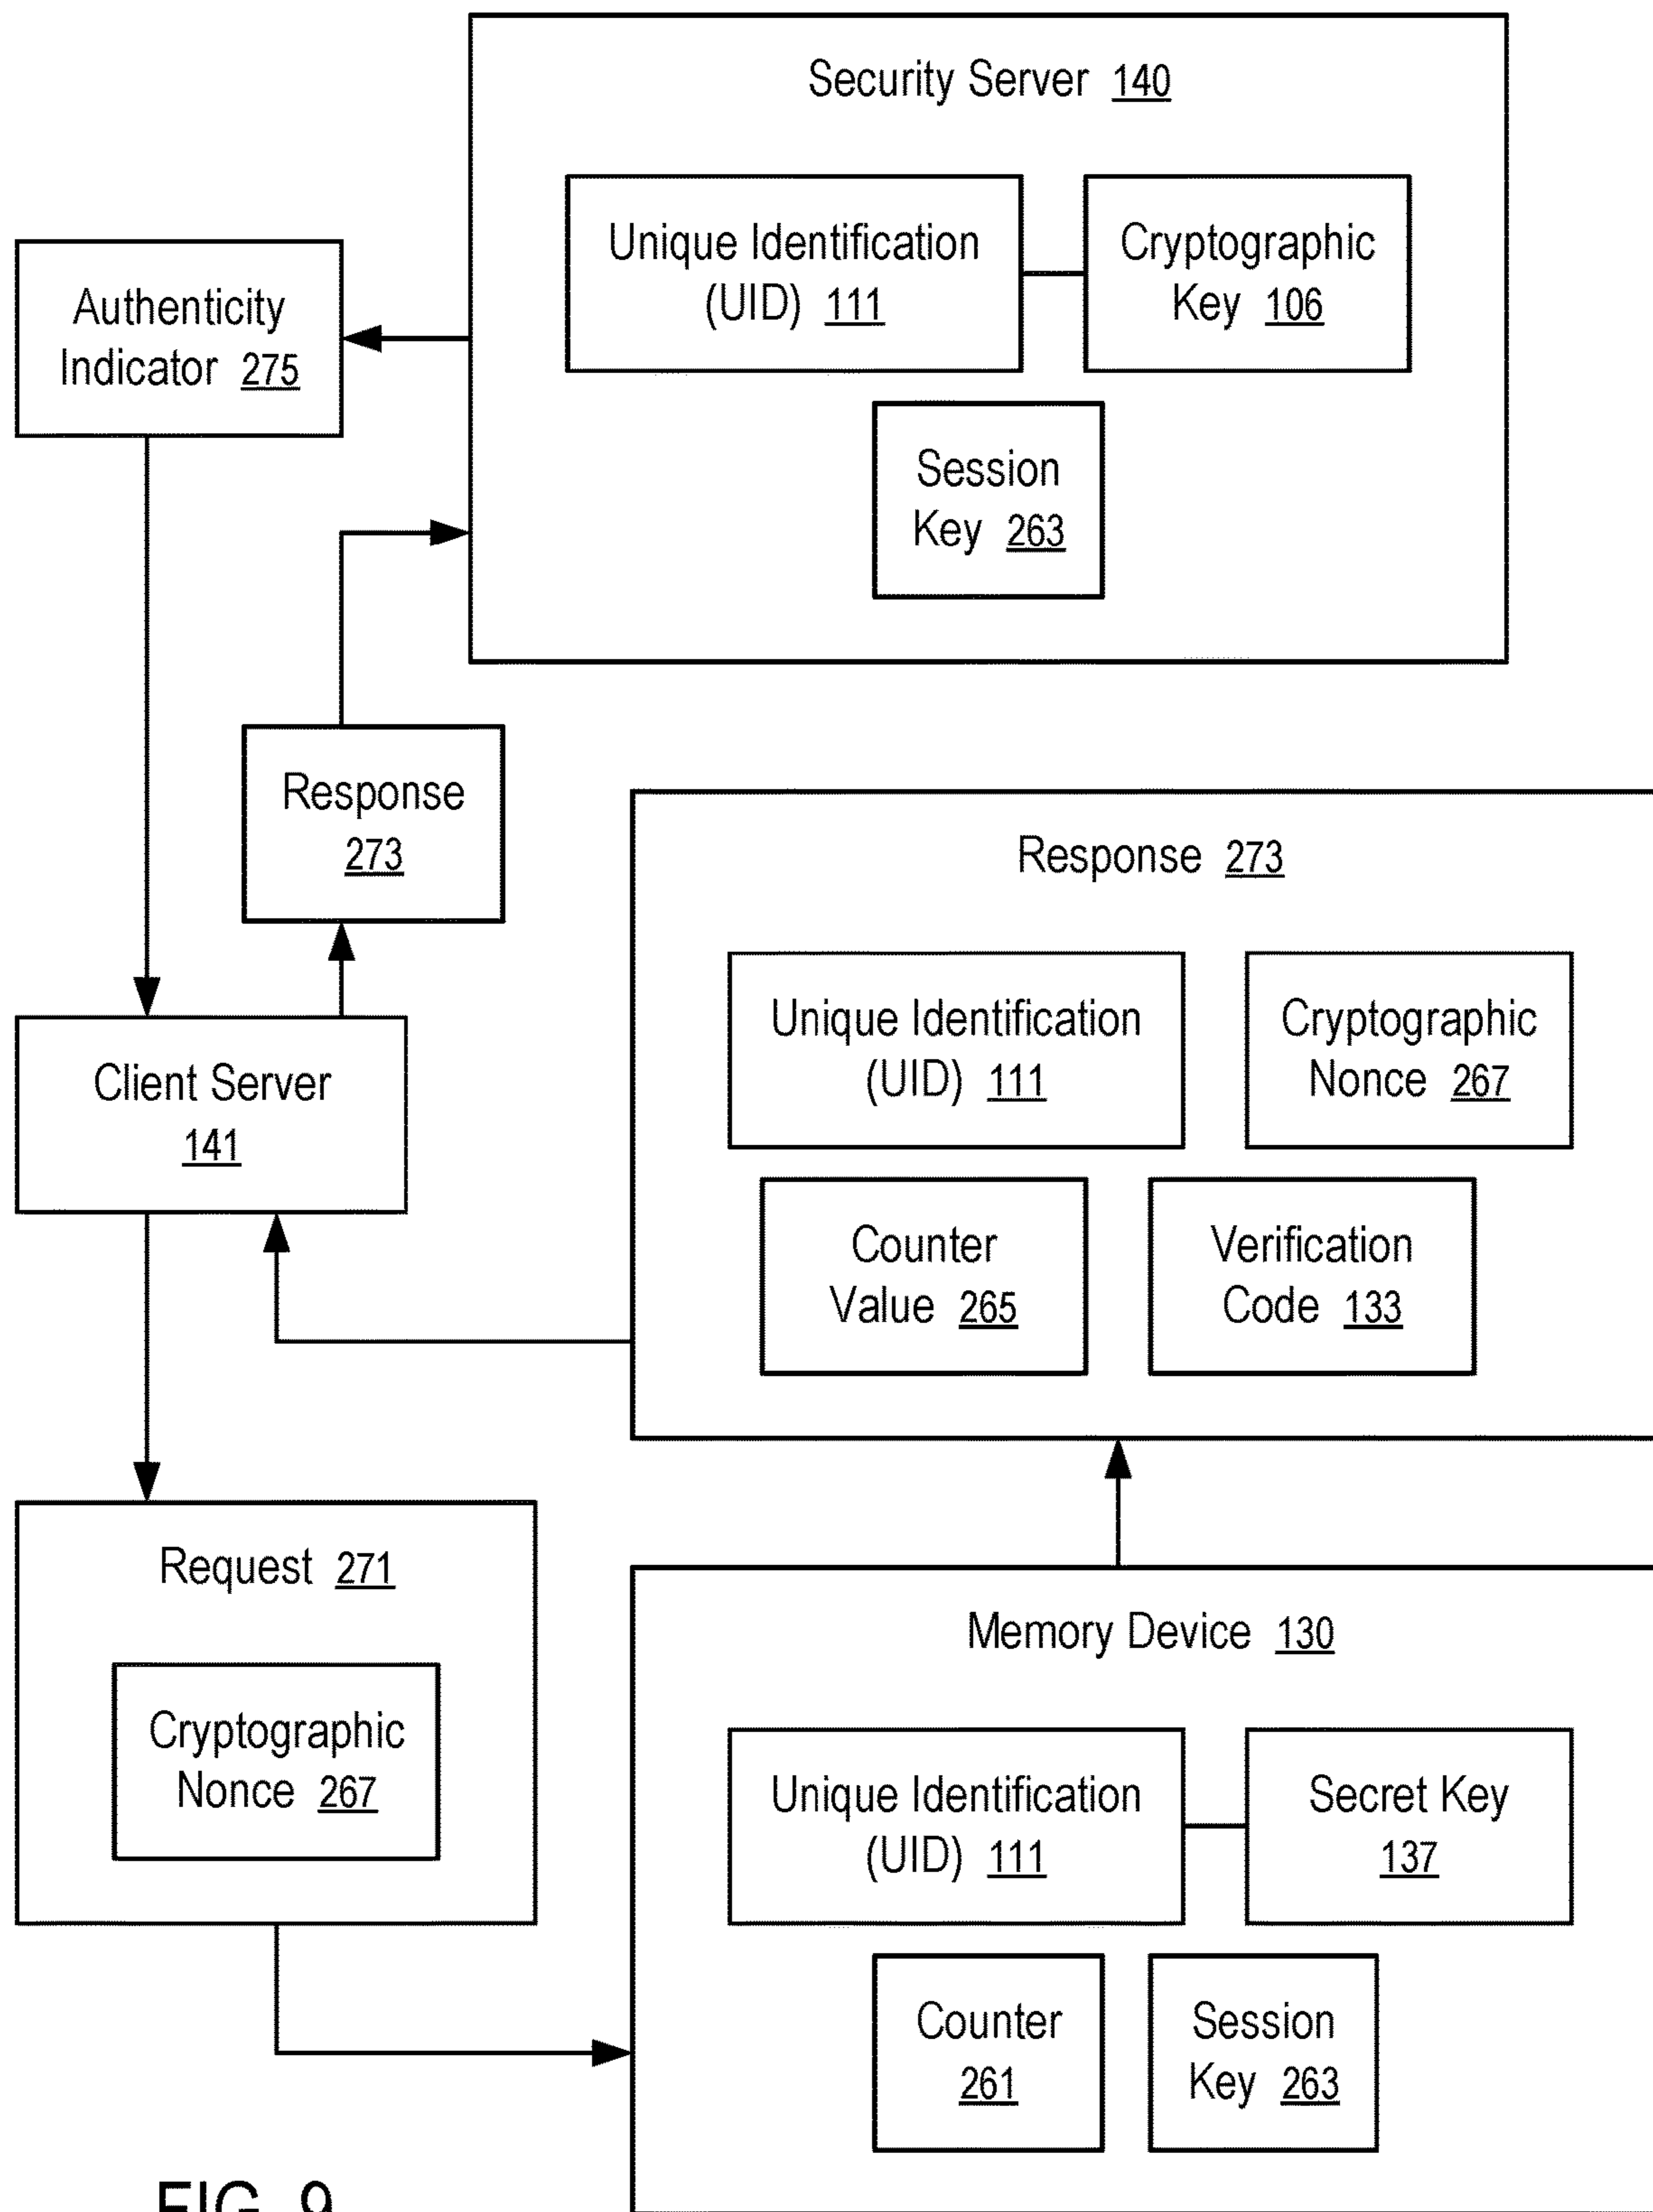 Security Server 140
Unique Identification
(UID) 111
Cryptographic
Key 106
Authenticity
Indicator 275
Session
Key 263
Response
273
Response 273
Unique Identification
(UID) 111
Cryptographic
Nonce 267
Client Server
141
Counter
Value 265
Verification
Code 133
Request 271
Cryptographic
Nonce 267
Memory Device 130
Unique Identification
(UID) 111
Secret Key
137
Counter
261
Session
Key 263
FIG. 9